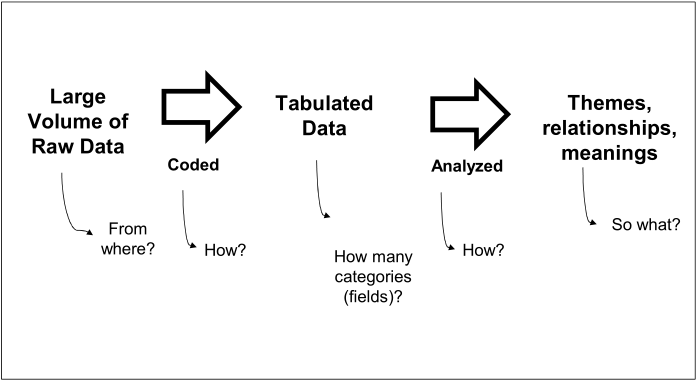 Large
Volume of
Raw Data
Coded
Tabulated
Data
Analyzed
Themes,
relationships,
meanings
From
where?
How?
How many
categories
(fields)?
How?
So what?